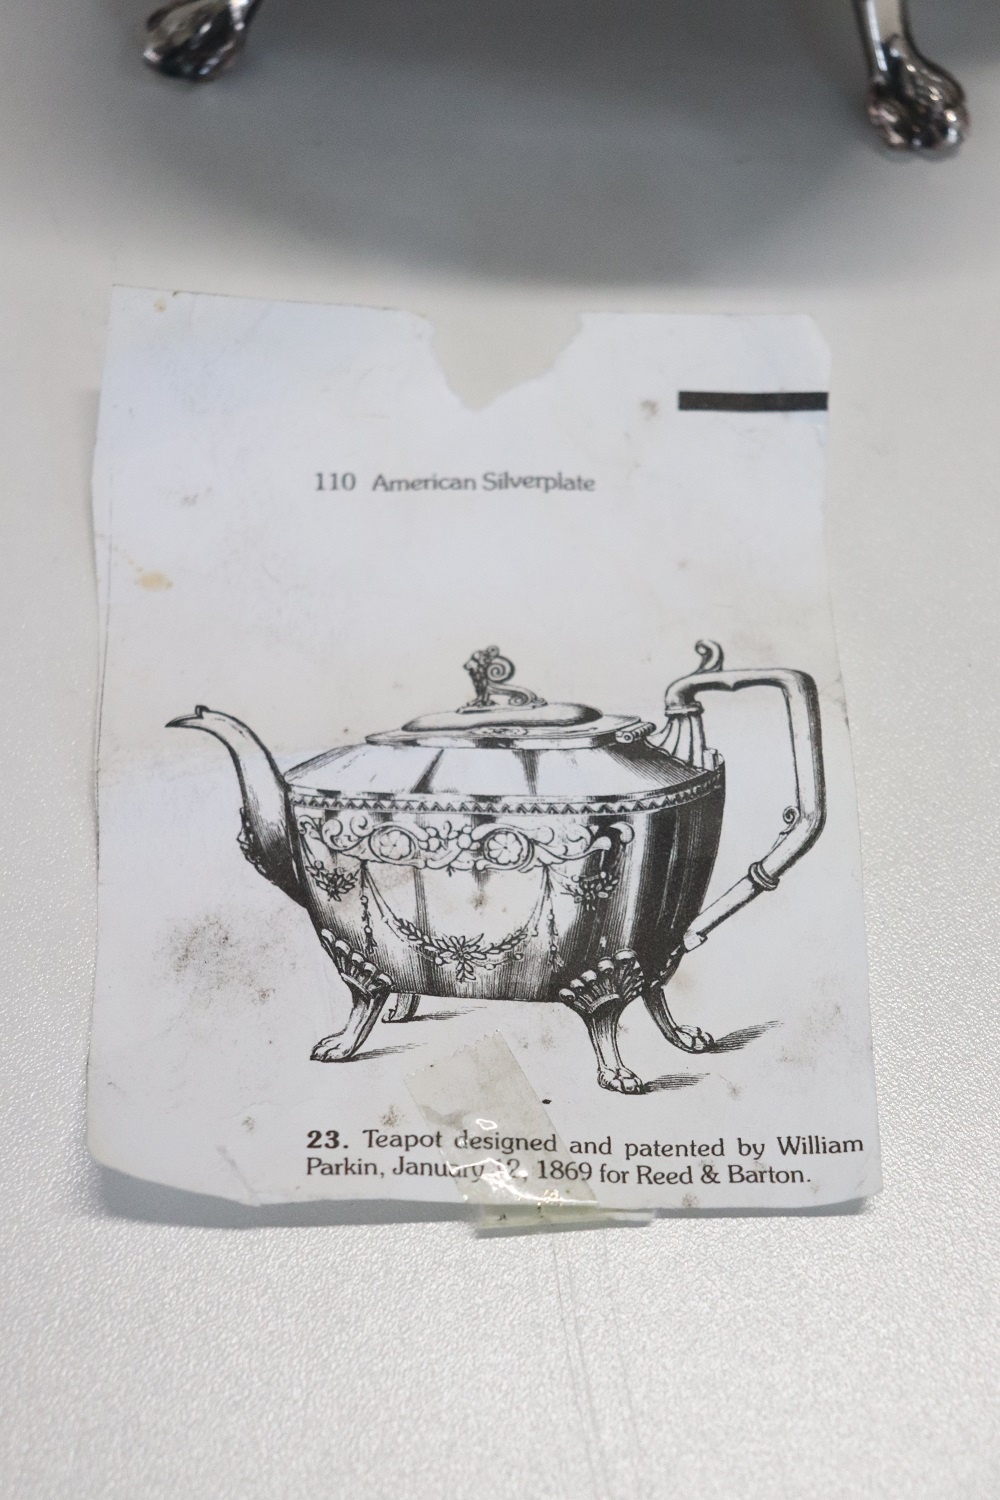 110 American Silverplate
23. Teapot designed and patented by William
Parkin, January 12, 1869 for Reed & Barton.